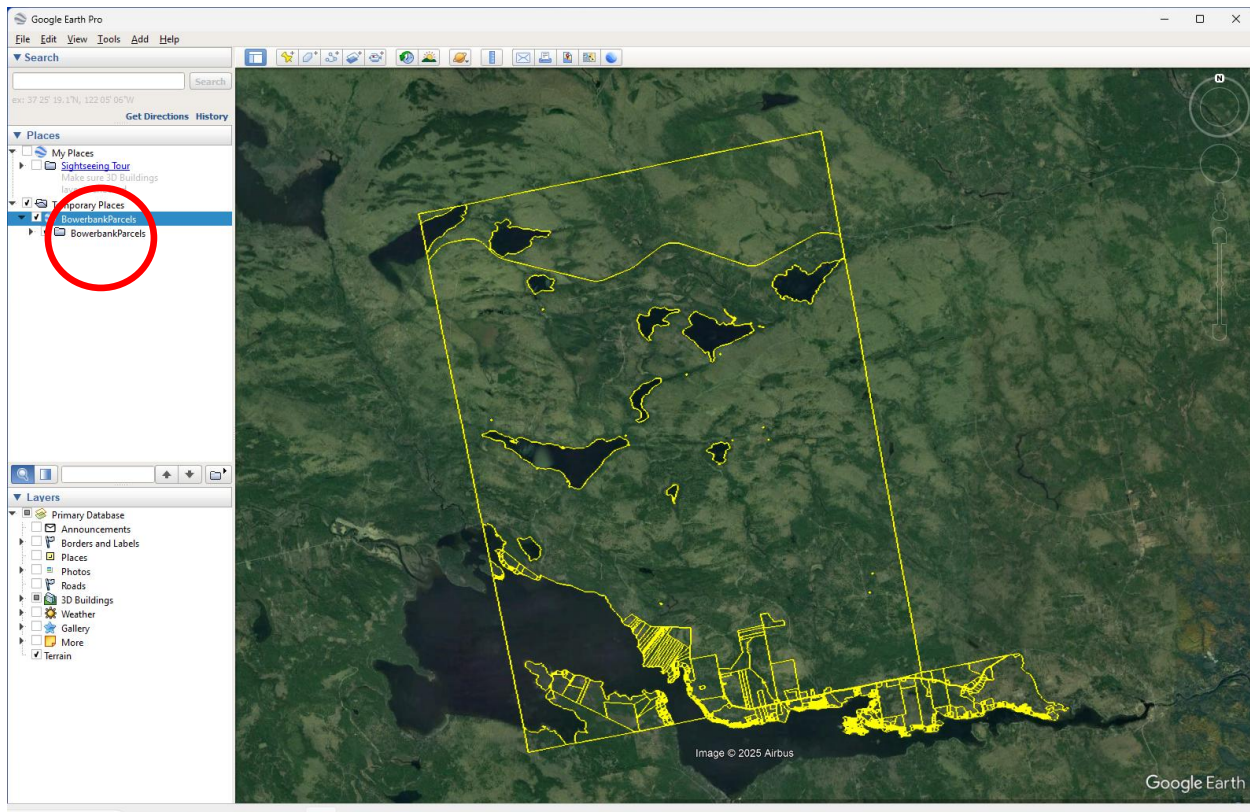 Google Earth Pro
File Edit View Tools Add Help
Search
Search
ex: 37 25' 19.1"N, 122 05' 06"W
Get Directions History
Places
My Places
Sightseeing Tour
Make sure 3D Buildings
Temporary Places
BowerbankParcels
BowerbankParcels
Layers
Primary Database
Announcements
Borders and Labels
Places
Photos
Roads
3D Buildings
Weather
Gallery
More
Terrain
N
Image © 2025 Airbus
Google Earth